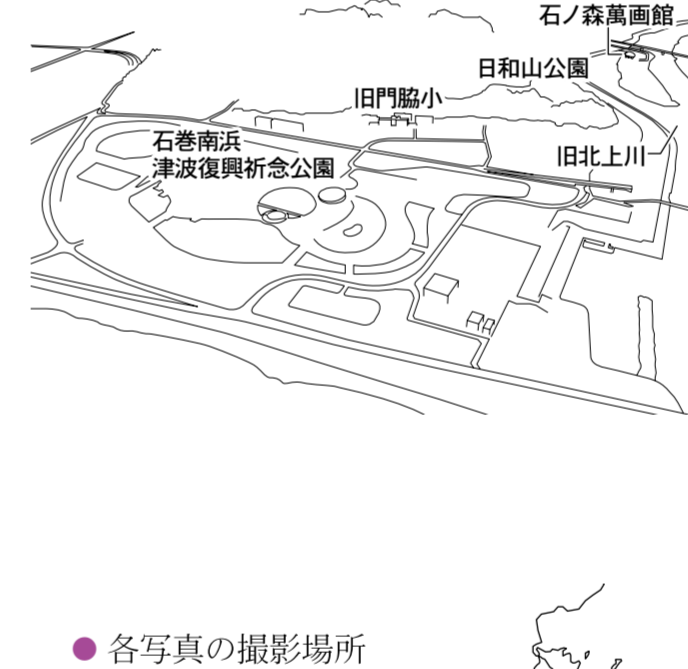 石ノ森萬画館
日和山公園
旧門脇小
石巻南浜
津波復興祈念公園
旧北上川
各写真の撮影場所